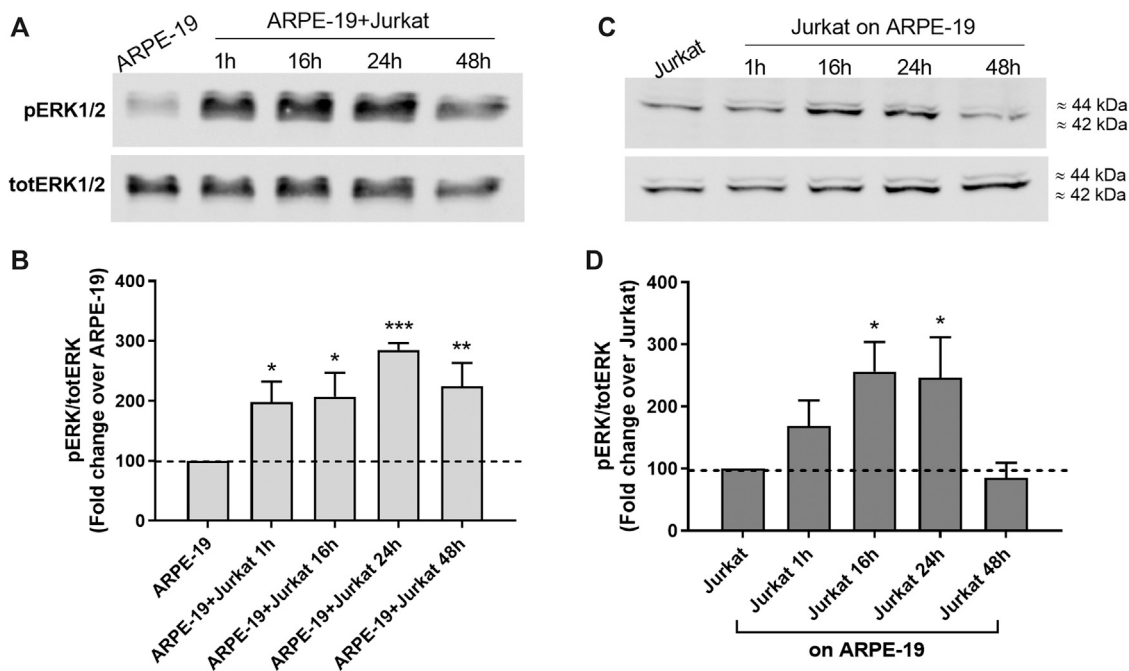 A
ARPE-19
ARPE-19+Jurkat
1h 16h 24h 48h
pERK1/2
totERK1/2
C
Jurkat
Jurkat on ARPE-19
1h 16h 24h 48h
≈ 44 kDa
≈ 42 kDa
≈ 44 kDa
≈ 42 kDa
B
pERK/totERK
(Fold change over ARPE-19)
400
300
200
100
0
* * *** **
ARPE-19
ARPE-19+Jurkat 1h
ARPE-19+Jurkat 16h
ARPE-19+Jurkat 24h
ARPE-19+Jurkat 48h
D
pERK/totERK
(Fold change over Jurkat)
400
300
200
100
0
* *
Jurkat
Jurkat 1h
Jurkat 16h
Jurkat 24h
Jurkat 48h
on ARPE-19